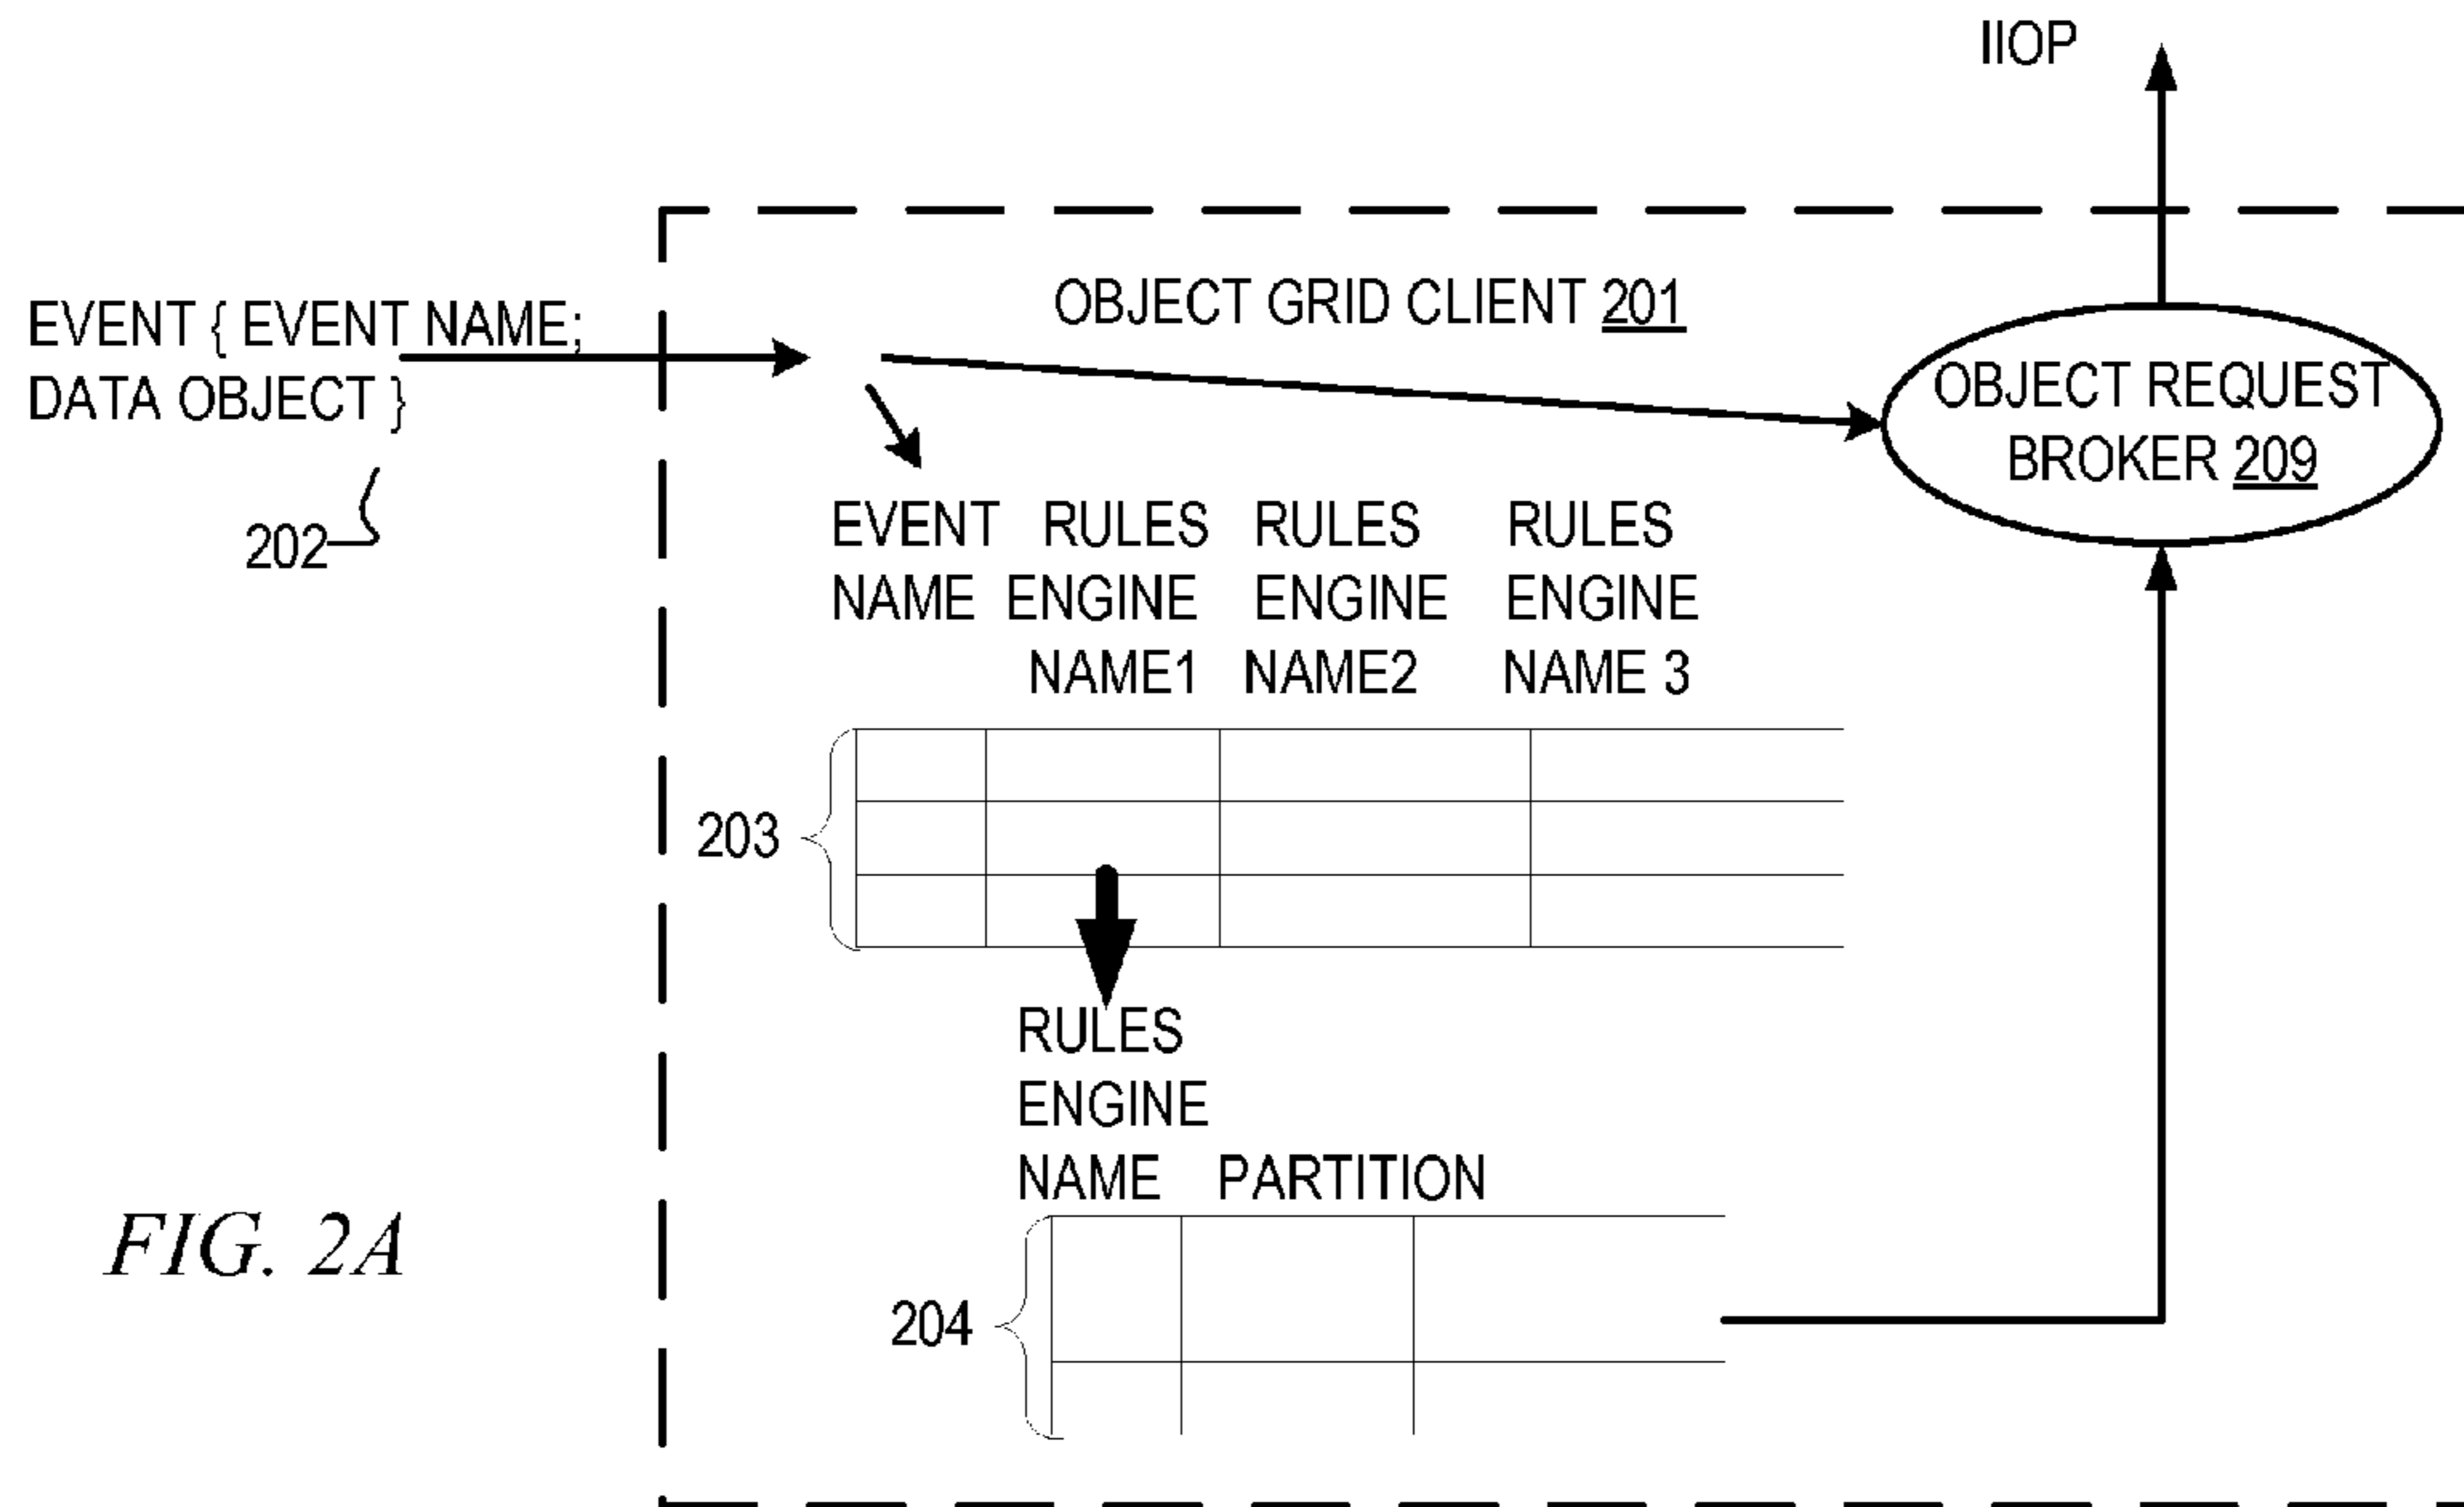 IIOP
OBJECT GRID CLIENT 201
EVENT { EVENT NAME;
DATA OBJECT }
202
OBJECT REQUEST
BROKER 209
EVENT RULES RULES RULES
NAME ENGINE ENGINE ENGINE
NAME1 NAME2 NAME 3
203
RULES
ENGINE
NAME PARTITION
204
FIG. 2A